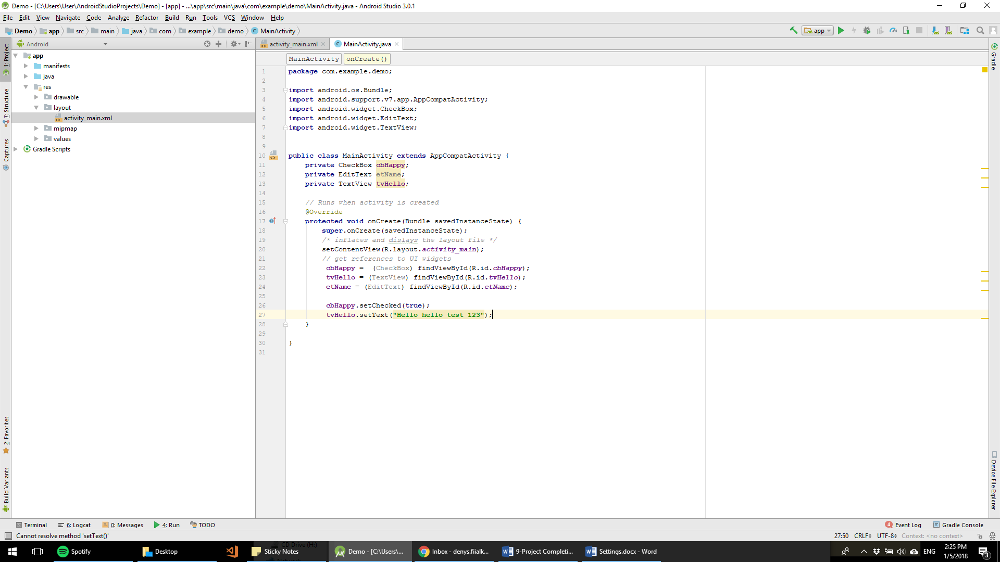 Demo - [C:\Users\User\AndroidStudioProjects\Demo] - [app] - ...\app\src\main\java\com\example\demo\MainActivity.java - Android Studio 3.0.1
File Edit View Navigate Code Analyze Refactor Build Run Tools VCS Window Help
Demo app src main java com example demo MainActivity
app
Android
activity_main.xml
MainActivity.java
MainActivity
onCreate()
1: Project
7: Structure
Captures
2: Favorites
Build Variants
app
manifests
java
res
drawable
layout
activity_main.xml
mipmap
values
Gradle Scripts
1 package com.example.demo;
2
3 import android.os.Bundle;
4 import android.support.v7.app.AppCompatActivity;
5 import android.widget.CheckBox;
6 import android.widget.EditText;
7 import android.widget.TextView;
8
9
10 public class MainActivity extends AppCompatActivity {
11 private CheckBox cbHappy;
12 private EditText etName;
13 private TextView tvHello;
14
15 // Runs when activity is created
16 @Override
17 protected void onCreate(Bundle savedInstanceState) {
18 super.onCreate(savedInstanceState);
19 /* inflates and dislays the layout file */
20 setContentView(R.layout.activity_main);
21 // get references to UI widgets
22 cbHappy = (CheckBox) findViewById(R.id.cbHappy);
23 tvHello = (TextView) findViewById(R.id.tvHello);
24 etName = (EditText) findViewById(R.id.etName);
25
26 cbHappy.setChecked(true);
27 tvHello.setText("Hello hello test 123");
28 }
29
30 }
31
Gradle
Device File Explorer
Terminal 6: Logcat 0: Messages 4: Run TODO
4 Event Log Gradle Console
Cannot resolve method 'setText()'
27:50 CRLF UTF-8 Context: <no context>
CD Drive (H:)
Spotify
Desktop
Sticky Notes
Demo - [C:\Users\...
Inbox - denys.fiialk...
9-Project Completi...
Settings.docx - Word
ENG
2:25 PM
1/5/2018
3